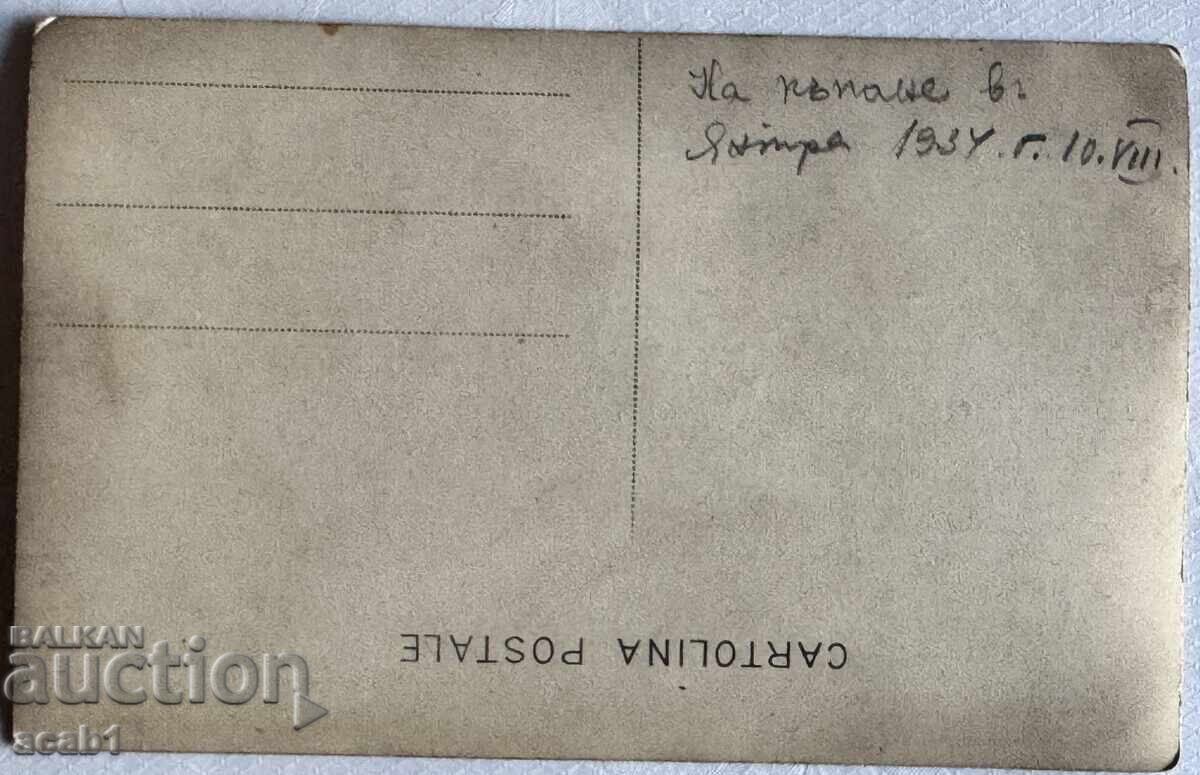 На къпане въ
Янтра 1934. г. 10. VIII.
CARTOLINA POSTALE
BALKAN
auction
acab1